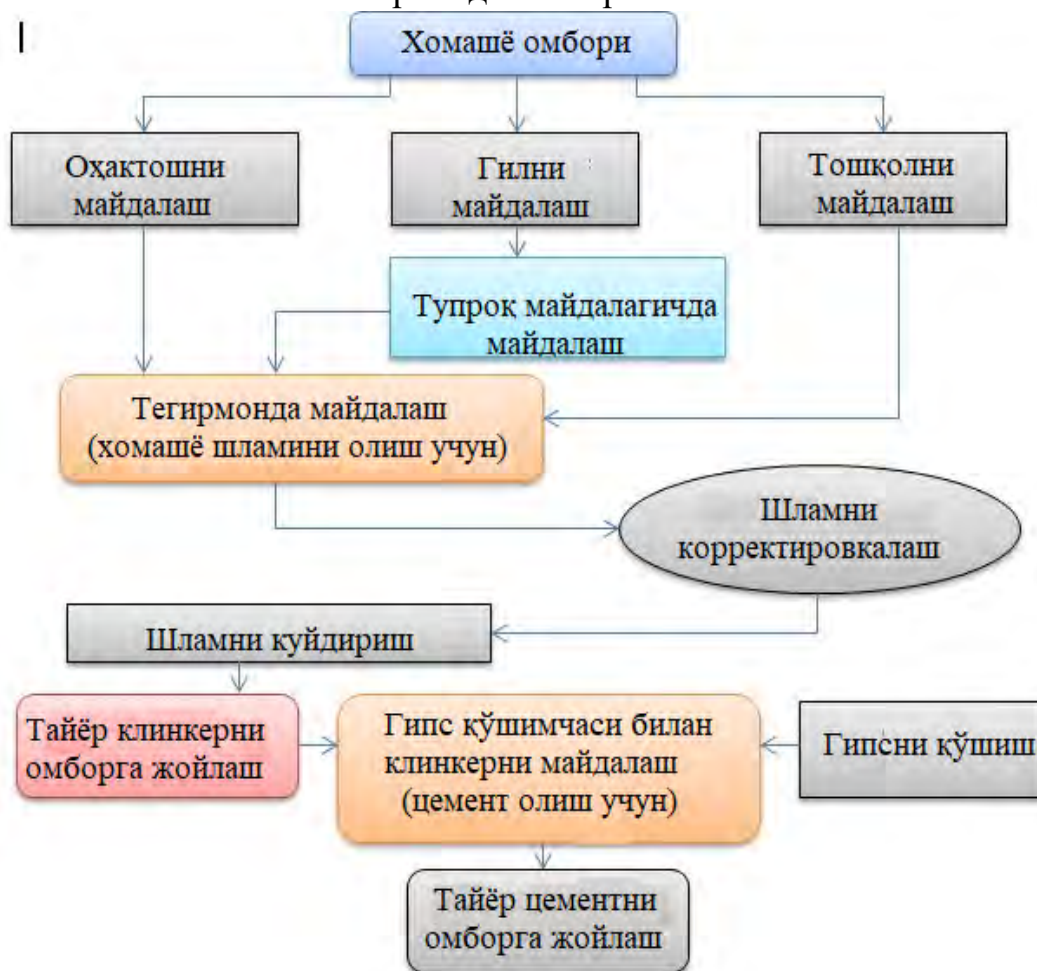 Хомашё омбори
Оҳактошни
майдалаш
Гилни
майдалаш
Тошқолни
майдалаш
Тупроқ майдалагичда
майдалаш
Тегирмонда майдалаш
(хомашё шламини олиш учун)
Шламни
корректировкалаш
Шламни куйдириш
Тайёр клинкерни
омборга жойлаш
Гипс қўшимчаси билан
клинкерни майдалаш
(цемент олиш учун)
Гипсни қўшиш
Тайёр цементни
омборга жойлаш